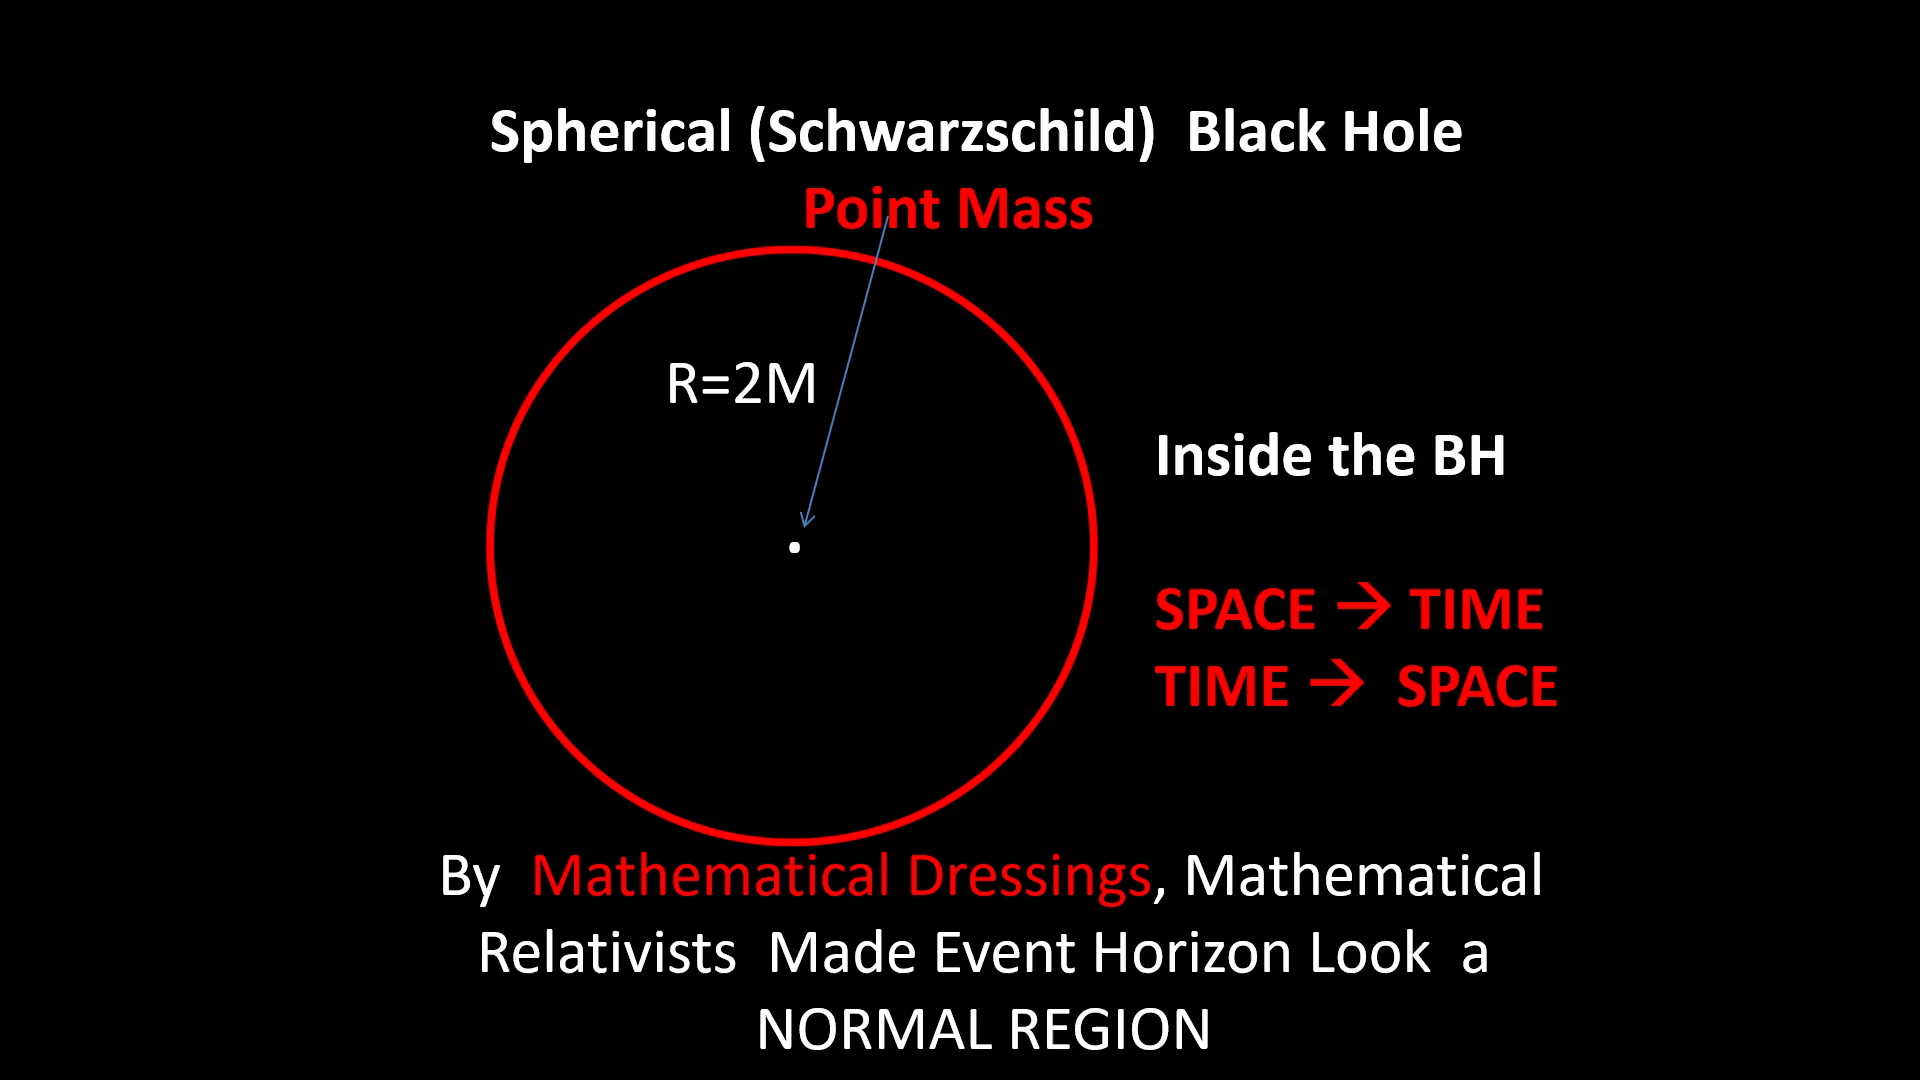 Spherical (Schwarzschild) Black Hole
Point Mass
R=2M
Inside the BH
SPACE → TIME
TIME → SPACE
By Mathematical Dressings, Mathematical
Relativists Made Event Horizon Look a
NORMAL REGION